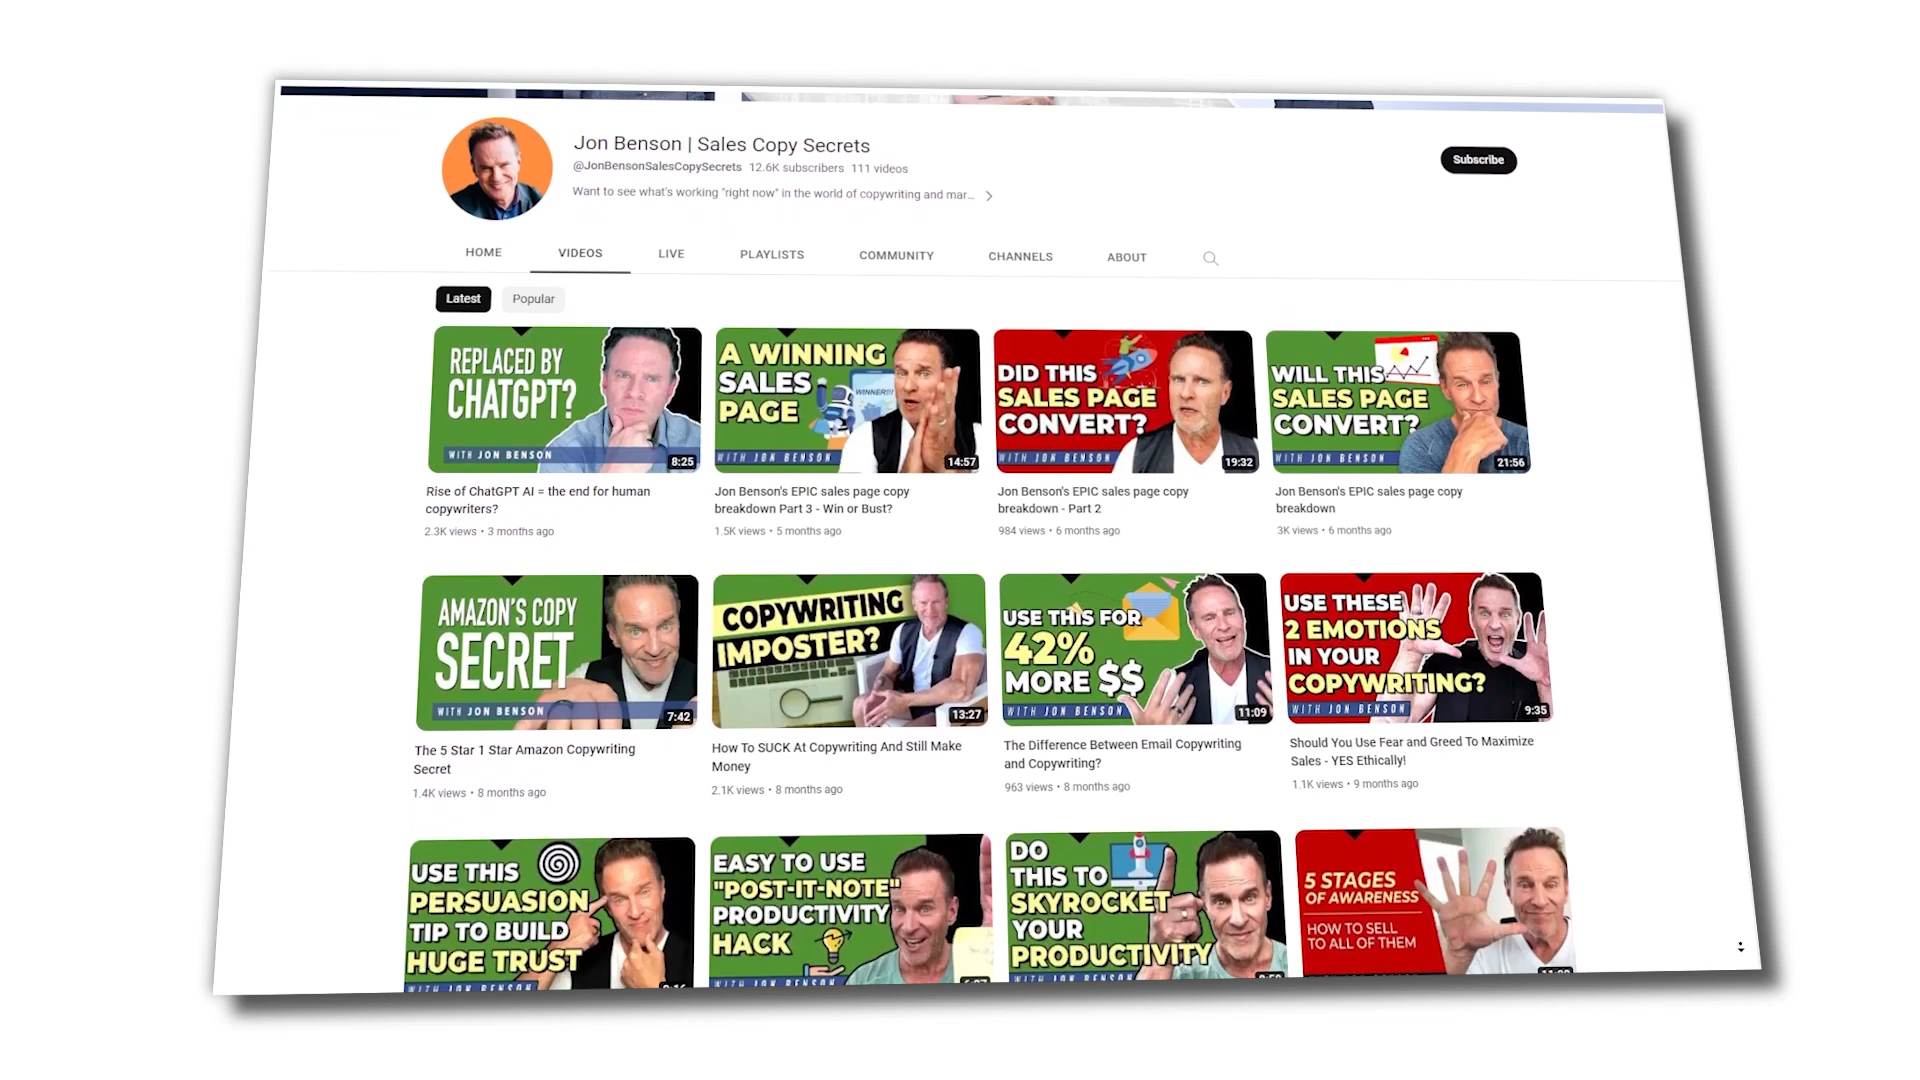 Jon Benson | Sales Copy Secrets
@JonBensonSalesCopySecrets 12.6K subscribers 111 videos
Want to see what's working "right now" in the world of copywriting and mar...
Subscribe
HOME VIDEOS LIVE PLAYLISTS COMMUNITY CHANNELS ABOUT
Latest Popular
REPLACED BY
CHATGPT?
WITH JON BENSON
8:25
A WINNING
SALES
PAGE
WINNER!!!
WITH JON BENSON
14:57
DID THIS
SALES PAGE
CONVERT?
WITH JON BENSON
19:32
WILL THIS
SALES PAGE
CONVERT?
WITH JON BENSON
21:56
Rise of ChatGPT AI = the end for human
copywriters?
2.3K views • 3 months ago
Jon Benson's EPIC sales page copy
breakdown Part 3 - Win or Bust?
1.5K views • 5 months ago
Jon Benson's EPIC sales page copy
breakdown - Part 2
984 views • 6 months ago
Jon Benson's EPIC sales page copy
breakdown
3K views • 6 months ago
AMAZON'S COPY
SECRET
WITH JON BENSON
7:42
COPYWRITING
IMPOSTER?
13:27
USE THIS FOR
42%
MORE $$
WITH JON BENSON
11:09
USE THESE
2 EMOTIONS
IN YOUR
COPYWRITING?
WITH JON BENSON
9:35
The 5 Star 1 Star Amazon Copywriting
Secret
1.4K views • 8 months ago
How To SUCK At Copywriting And Still Make
Money
2.1K views • 8 months ago
The Difference Between Email Copywriting
and Copywriting?
963 views • 8 months ago
Should You Use Fear and Greed To Maximize
Sales - YES Ethically!
1.1K views • 9 months ago
USE THIS
PERSUASION
TIP TO BUILD
HUGE TRUST
WITH JON BENSON
EASY TO USE
"POST-IT-NOTE"
PRODUCTIVITY
HACK
WITH JON BENSON
DO
THIS TO
SKYROCKET
YOUR
PRODUCTIVITY
WITH JON BENSON
5 STAGES
OF AWARENESS
HOW TO SELL
TO ALL OF THEM